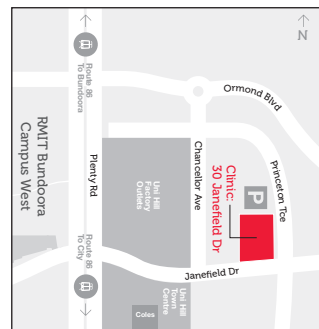 N
Route 86
To Bundoora
Ormond Blvd
RMIT Bundoora
Campus West
Plenty Rd
Uni Hill
Factory
Outlets
Chancellor Ave
Clinic:
30 Janefield Dr
P
Princeton Tce
Route 86
To City
Janefield Dr
Uni Hill
Town
Centre
Coles